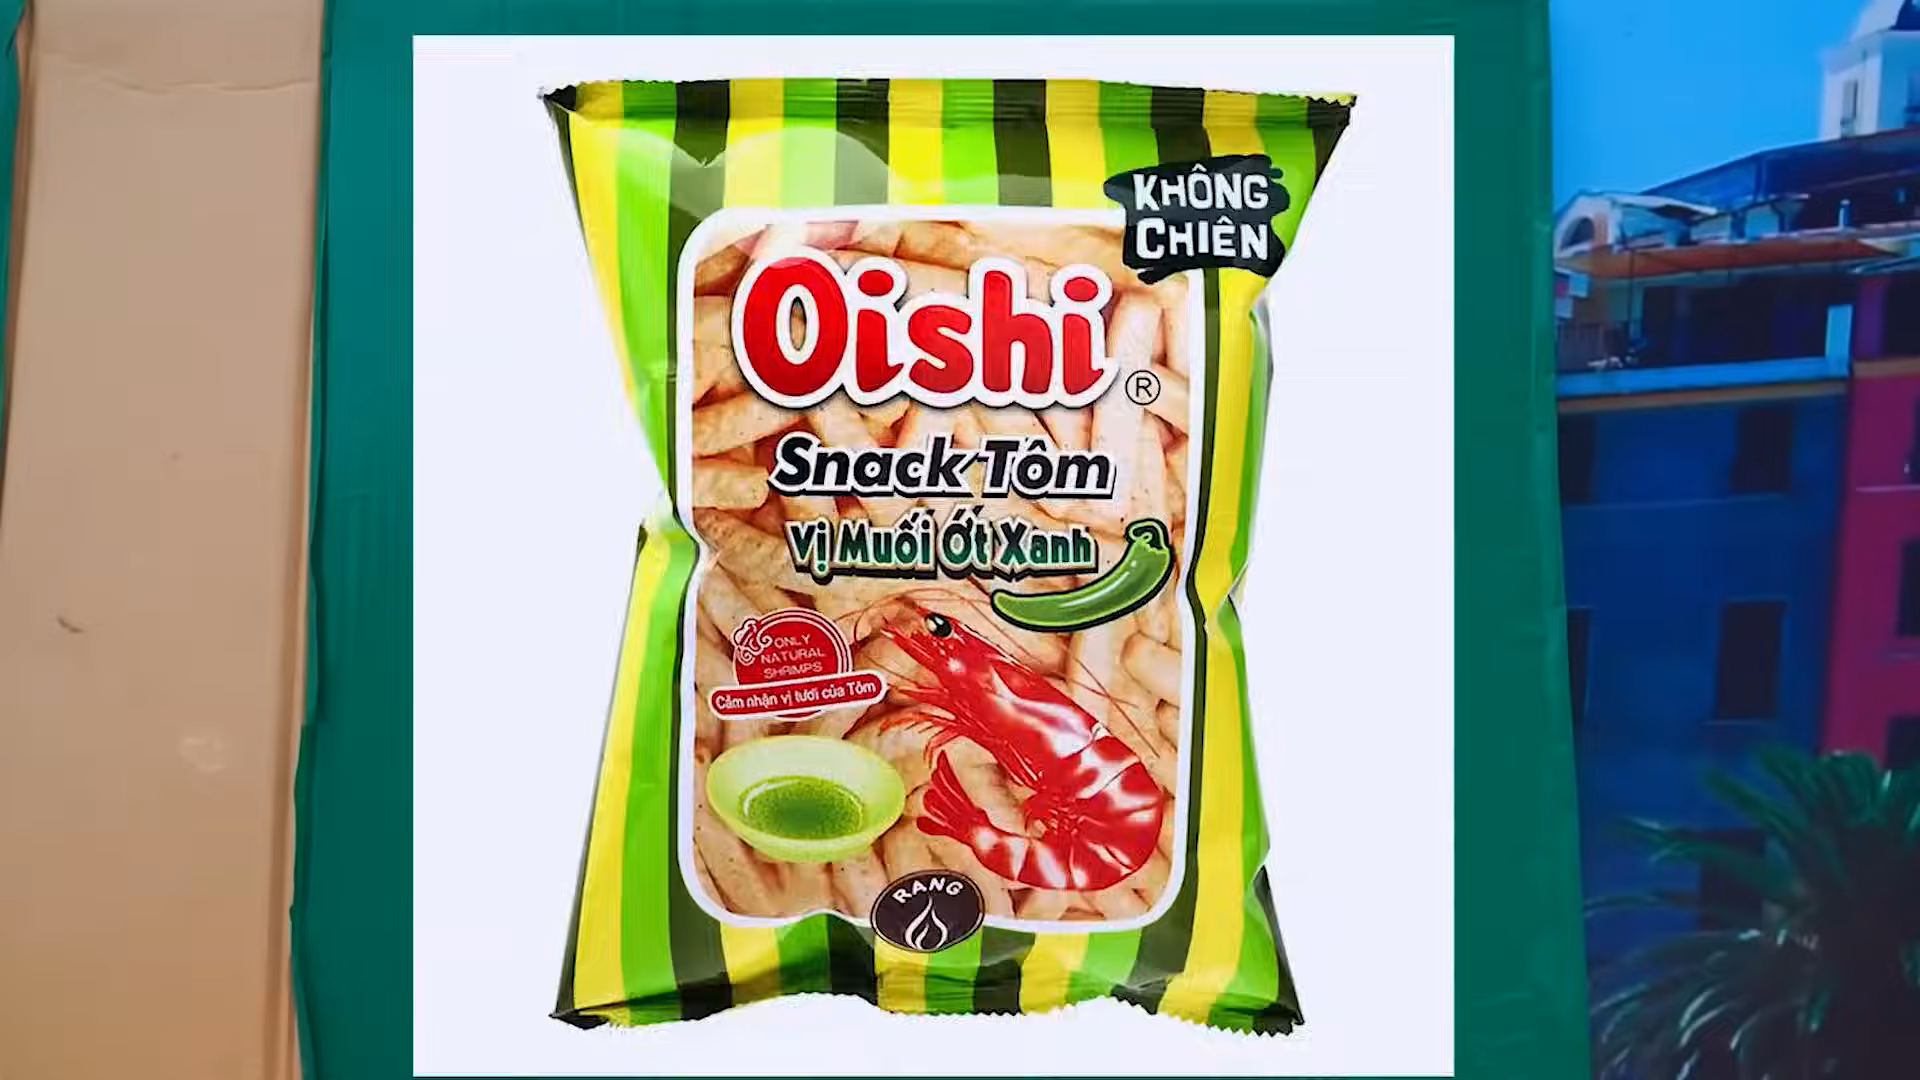 KHÔNG
CHIÊN
Oishi
®
Snack Tôm
Vị Muối Ớt Xanh
ONLY
NATURAL
SHRIMPS
Cảm nhận vị tươi của Tôm
RANG